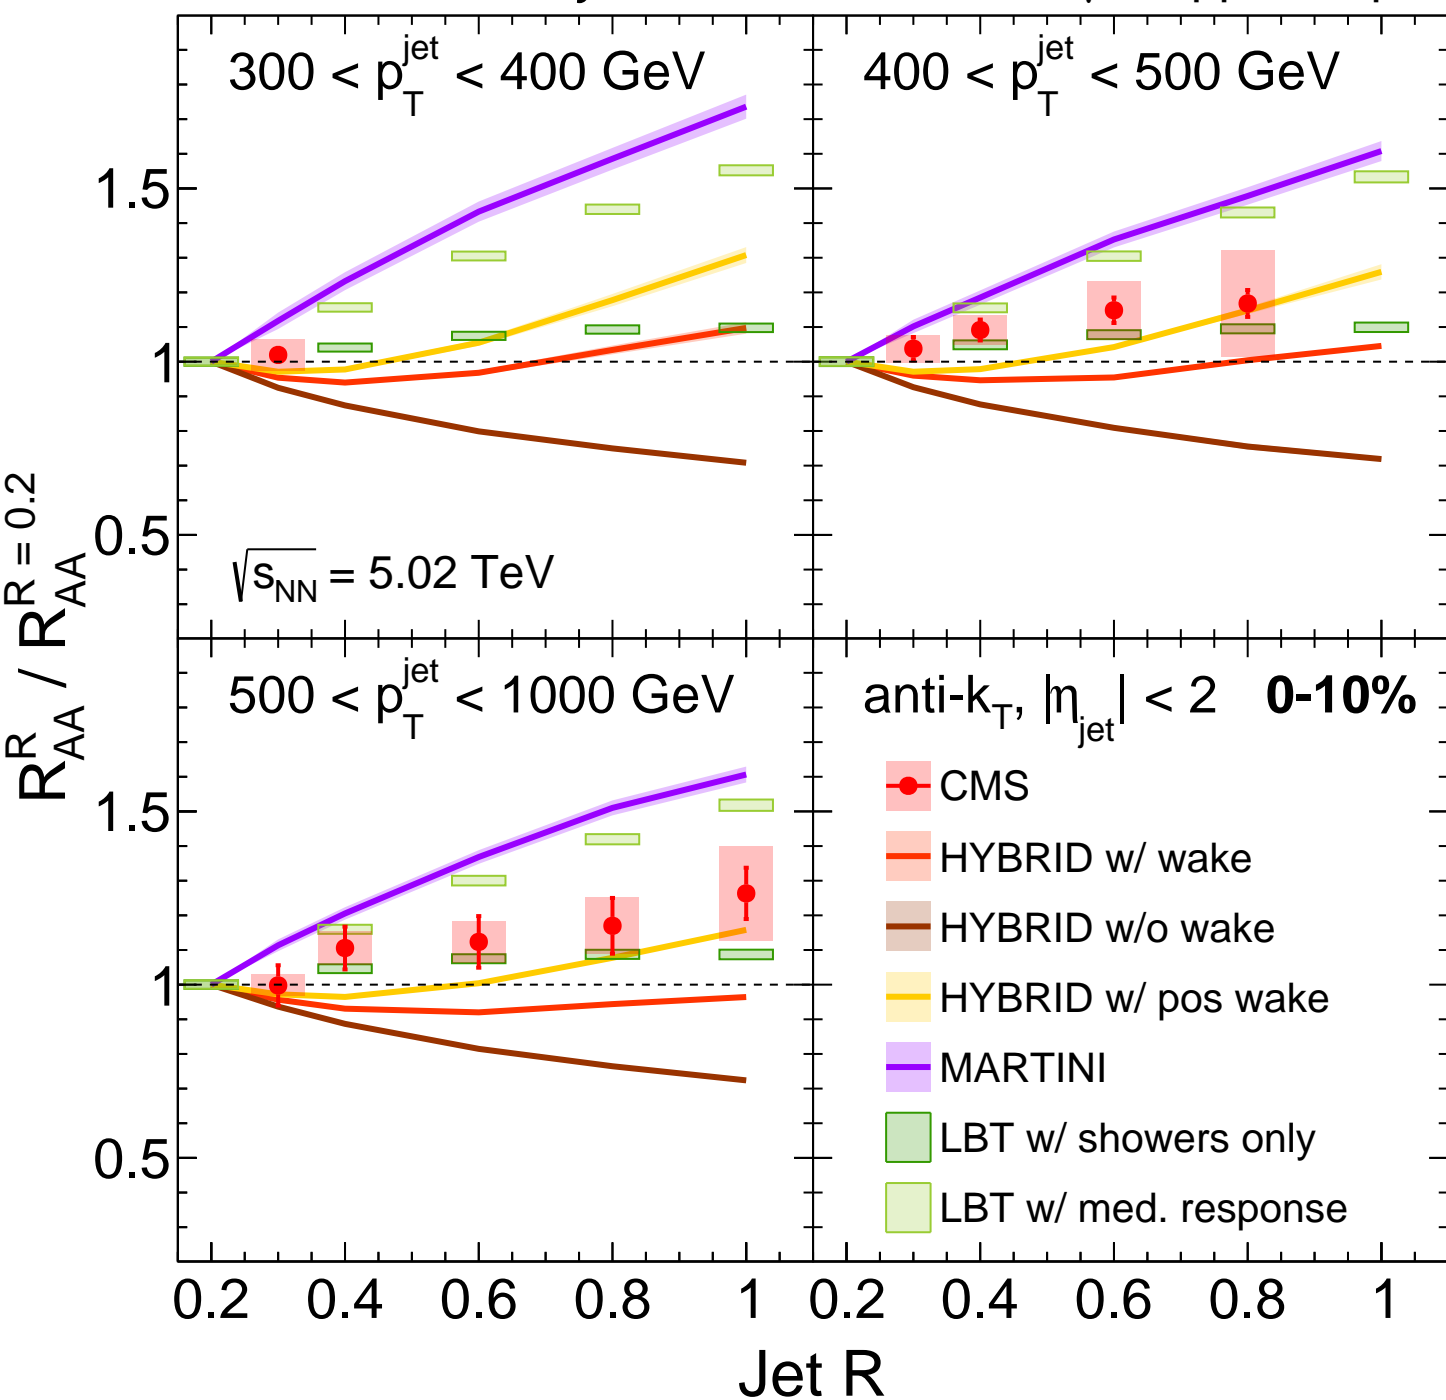 300 < p_T^jet < 400 GeV
400 < p_T^jet < 500 GeV
1.5
1
0.5
√s_NN = 5.02 TeV
R_AA^R / R_AA^R = 0.2
500 < p_T^jet < 1000 GeV
anti-k_T, |η_jet| < 2 0-10%
CMS
HYBRID w/ wake
HYBRID w/o wake
HYBRID w/ pos wake
MARTINI
LBT w/ showers only
LBT w/ med. response
1.5
1
0.5
0.2 0.4 0.6 0.8 1 0.2 0.4 0.6 0.8 1
Jet R